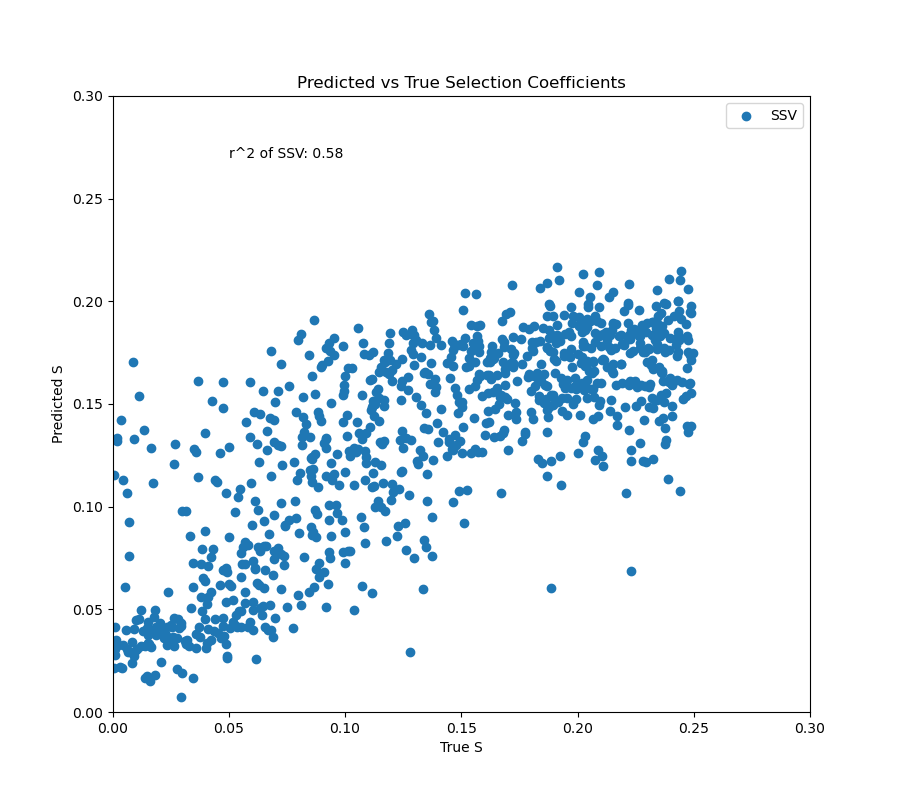 Predicted vs True Selection Coefficients
0.30
SSV
r^2 of SSV: 0.58
0.25
0.20
0.15
Predicted S
0.10
0.05
0.00
0.00 0.05 0.10 0.15 0.20 0.25 0.30
True S